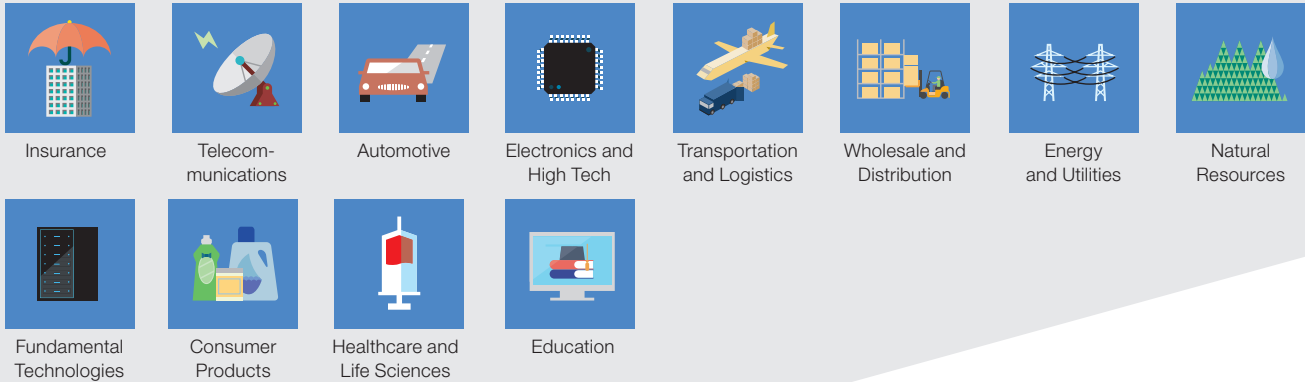 Insurance
Telecom-
munications
Automotive
Electronics and
High Tech
Transportation
and Logistics
Wholesale and
Distribution
Energy
and Utilities
Natural
Resources
Fundamental
Technologies
Consumer
Products
Healthcare and
Life Sciences
Education